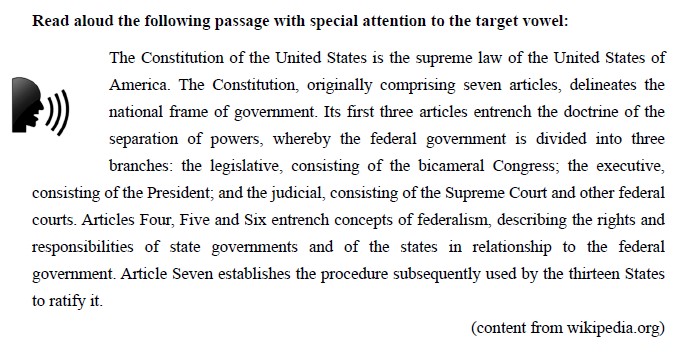 Read aloud the following passage with special attention to the target vowel:
The Constitution of the United States is the supreme law of the United States of
America. The Constitution, originally comprising seven articles, delineates the
national frame of government. Its first three articles entrench the doctrine of the
separation of powers, whereby the federal government is divided into three
branches: the legislative, consisting of the bicameral Congress; the executive,
consisting of the President; and the judicial, consisting of the Supreme Court and other federal
courts. Articles Four, Five and Six entrench concepts of federalism, describing the rights and
responsibilities of state governments and of the states in relationship to the federal
government. Article Seven establishes the procedure subsequently used by the thirteen States
to ratify it.
(content from wikipedia.org)